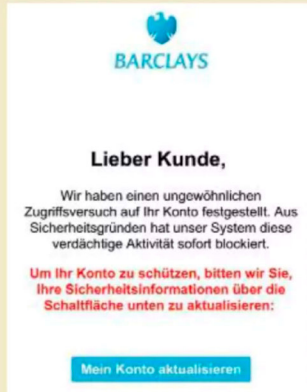 BARCLAYS
Lieber Kunde,
Wir haben einen ungewöhnlichen
Zugriffsversuch auf Ihr Konto festgestellt. Aus
Sicherheitsgründen hat unser System diese
verdächtige Aktivität sofort blockiert.
Um Ihr Konto zu schützen, bitten wir Sie,
Ihre Sicherheitsinformationen über die
Schaltfläche unten zu aktualisieren:
Mein Konto aktualisieren